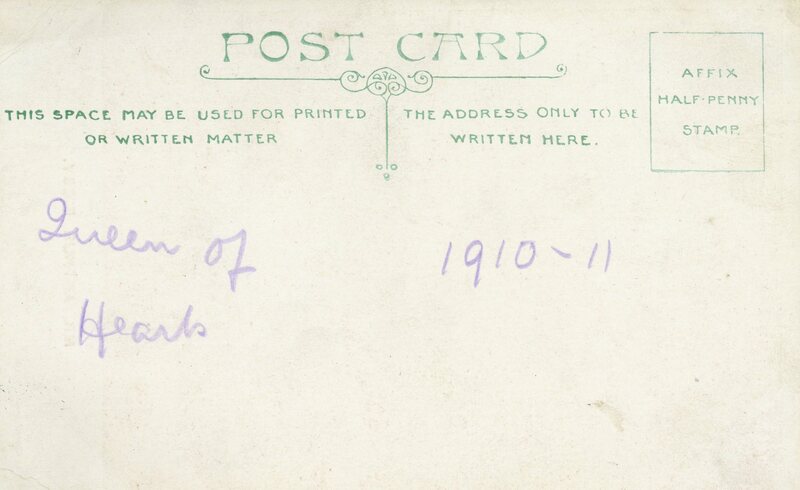 POST CARD
THIS SPACE MAY BE USED FOR PRINTED
OR WRITTEN MATTER
THE ADDRESS ONLY TO BE
WRITTEN HERE.
AFFIX
HALF-PENNY
STAMP.
Queen of
Hearts
1910-11